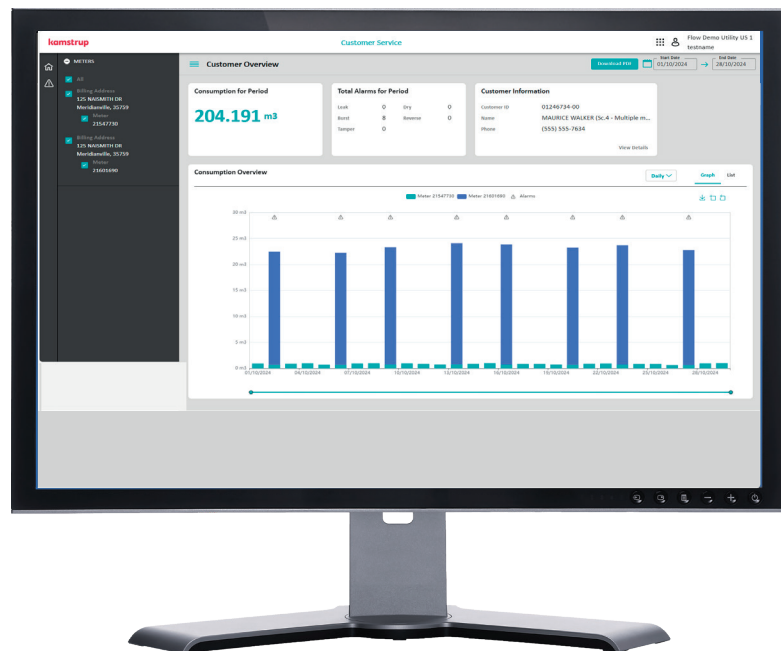 kamstrup
Customer Service
Flow Demo Utility US 1
testname
METERS
All
Billing Address
125 NAISMITH DR
Meridianville, 35759
Meter
21547730
Billing Address
125 NAISMITH DR
Meridianville, 35759
Meter
21601690
Customer Overview
Download PDF
Start Date
01/10/2024
End Date
28/10/2024
Consumption for Period
204.191 m3
Total Alarms for Period
Leak 0 Dry 0
Burst 8 Reverse 0
Tamper 0
Customer Information
Customer ID 01246734-00
Name MAURICE WALKER (Sc.4 - Multiple m...
Phone (555) 555-7634
View Details
Consumption Overview
Daily
Graph List
Meter 21547730 Meter 21601690 Alarms
30 m3
25 m3
20 m3
15 m3
10 m3
5 m3
0 m3
01/10/2024 04/10/2024 07/10/2024 10/10/2024 13/10/2024 16/10/2024 19/10/2024 22/10/2024 25/10/2024 28/10/2024